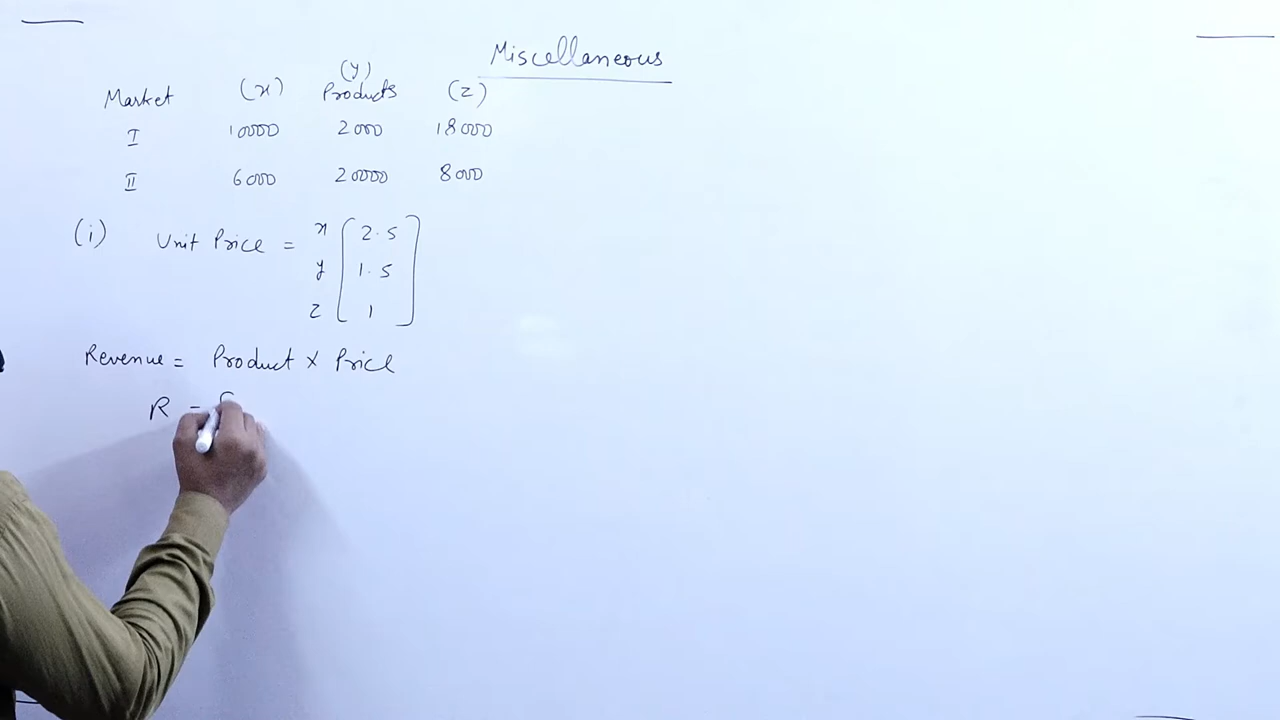 Miscellaneous
(y)
Market (x) Products (z)
I 10000 2000 18000
II 6000 20000 8000
(i) Unit Price = x [ 2.5
y 1.5
z 1 ]
Revenue = Product × Price
R =